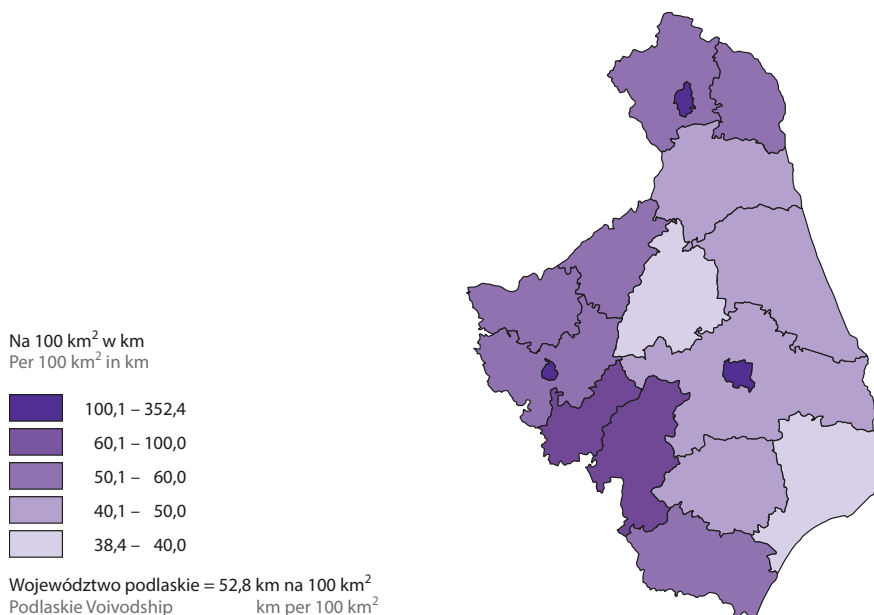 Na 100 km² w km
Per 100 km² in km
100,1 – 352,4
60,1 – 100,0
50,1 – 60,0
40,1 – 50,0
38,4 – 40,0
Województwo podlaskie = 52,8 km na 100 km²
Podlaskie Voivodship km per 100 km²